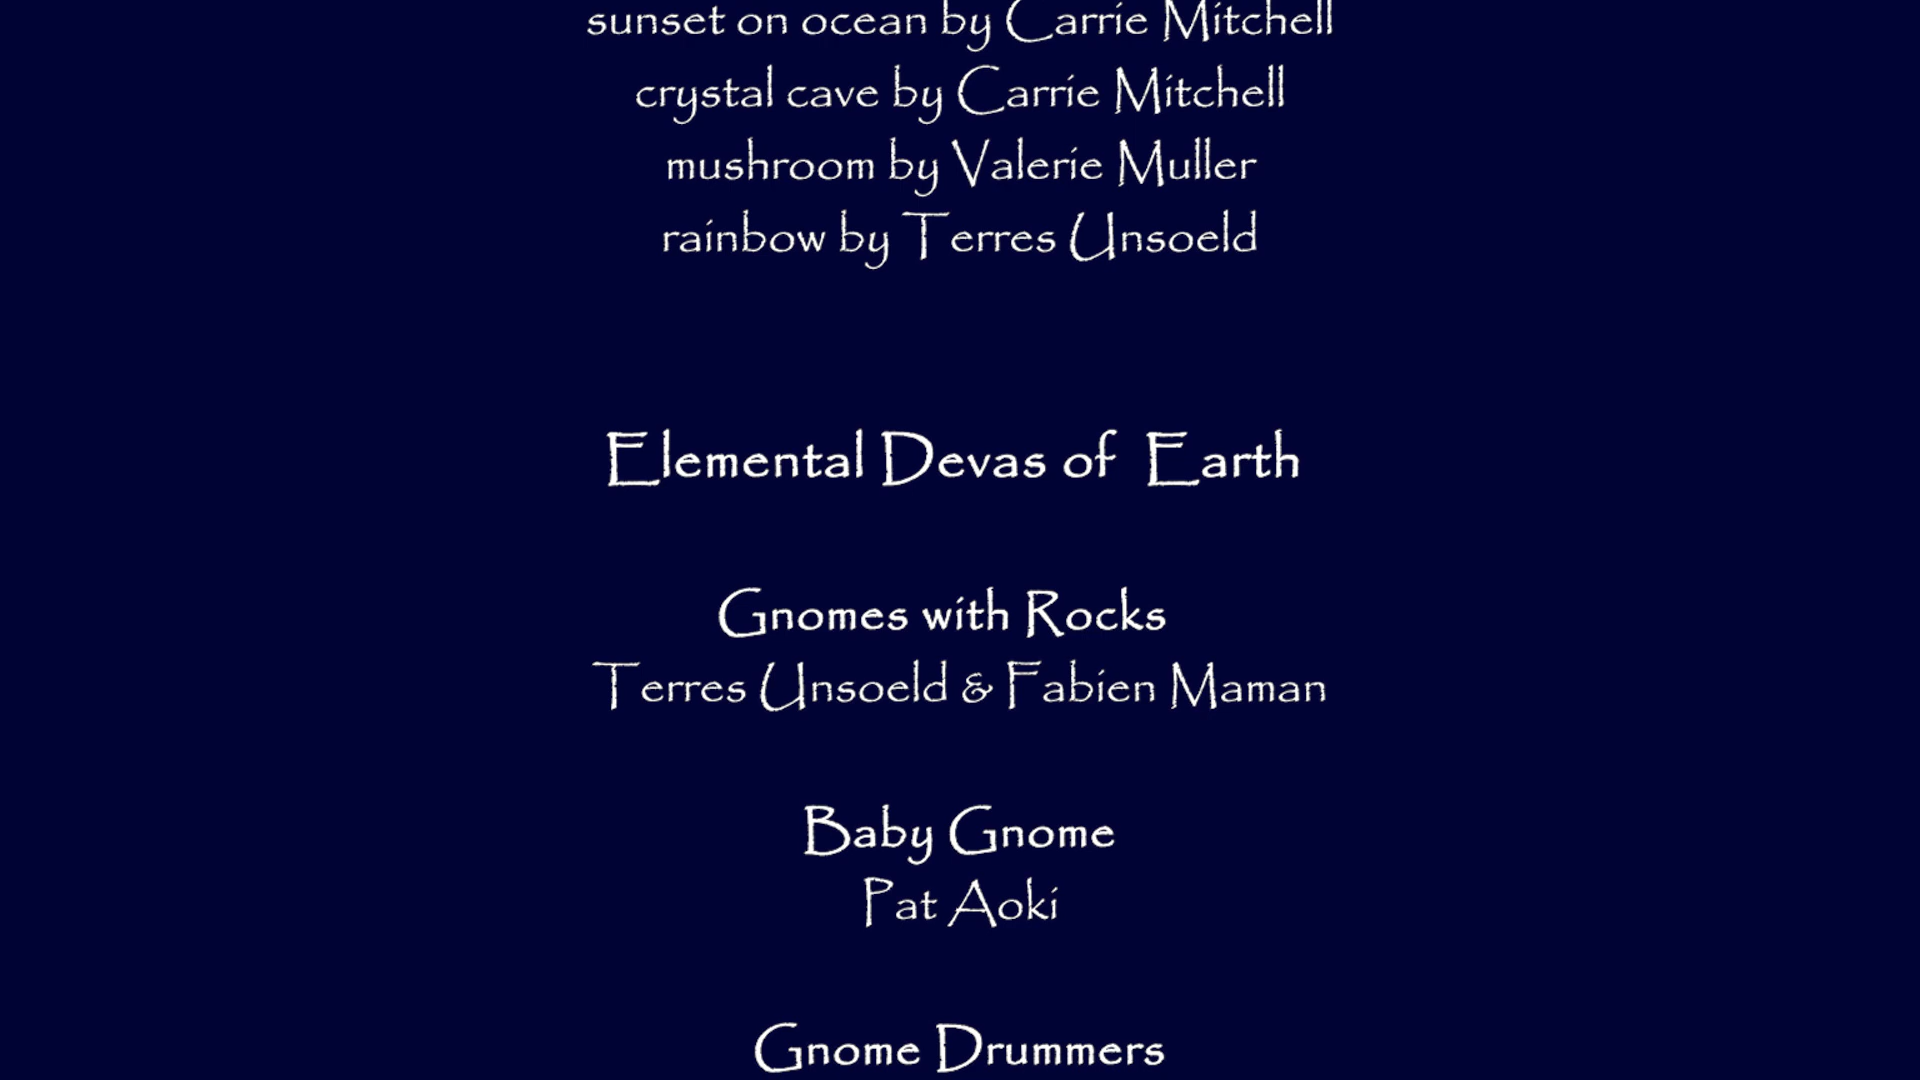 sunset on ocean by Carrie Mitchell
crystal cave by Carrie Mitchell
mushroom by Valerie Muller
rainbow by Terres Unsoeld
Elemental Devas of Earth
Gnomes with Rocks
Terres Unsoeld & Fabien Maman
Baby Gnome
Pat Aoki
Gnome Drummers